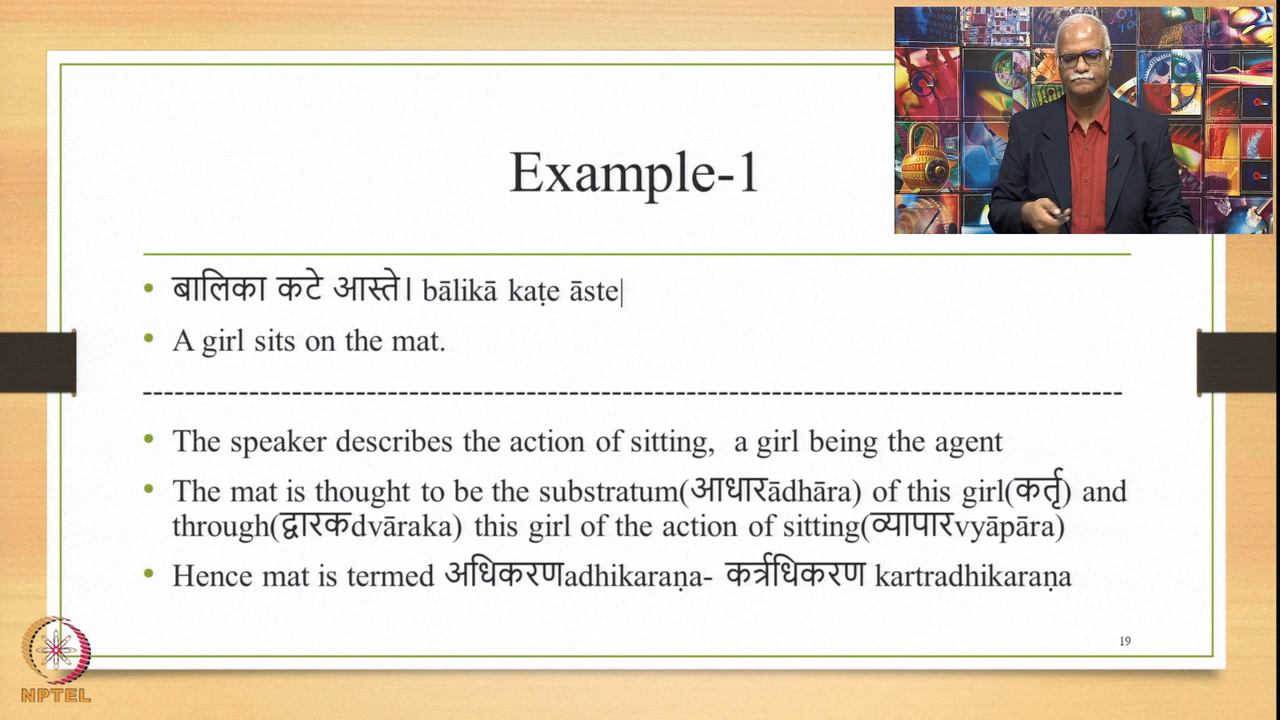 Example-1
• बालिका कटे आस्ते। bālikā kaṭe āste|
• A girl sits on the mat.
--------------------------------------------------------------------------------------------
• The speaker describes the action of sitting, a girl being the agent
• The mat is thought to be the substratum(आधारādhāra) of this girl(कर्तृ) and
through(द्वारकdvāraka) this girl of the action of sitting(व्यापारvyāpāra)
• Hence mat is termed अधिकरणadhikaraṇa- कर्त्रधिकरण kartradhikaraṇa
19
NPTEL